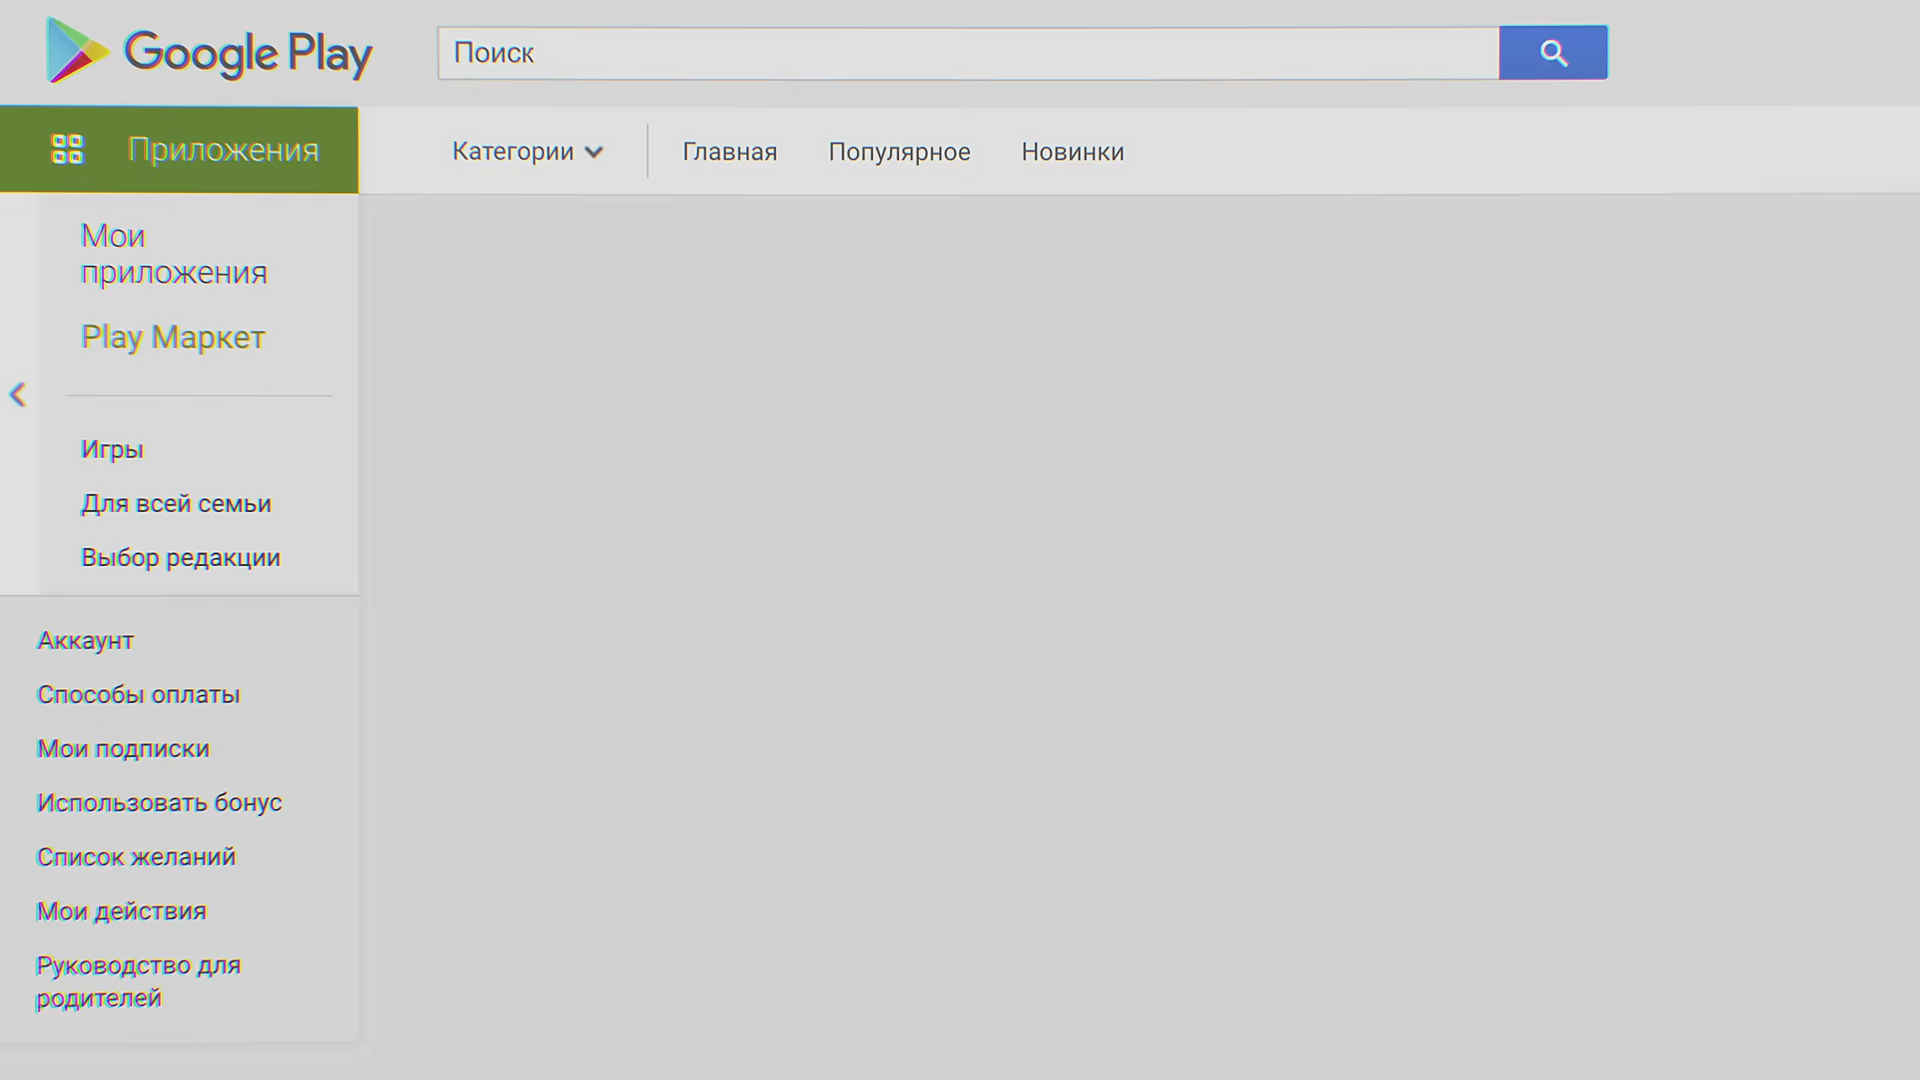 Google Play
Поиск
Приложения
Категории
Главная
Популярное
Новинки
Мои
приложения
Play Маркет
Игры
Для всей семьи
Выбор редакции
Аккаунт
Способы оплаты
Мои подписки
Использовать бонус
Список желаний
Мои действия
Руководство для
родителей